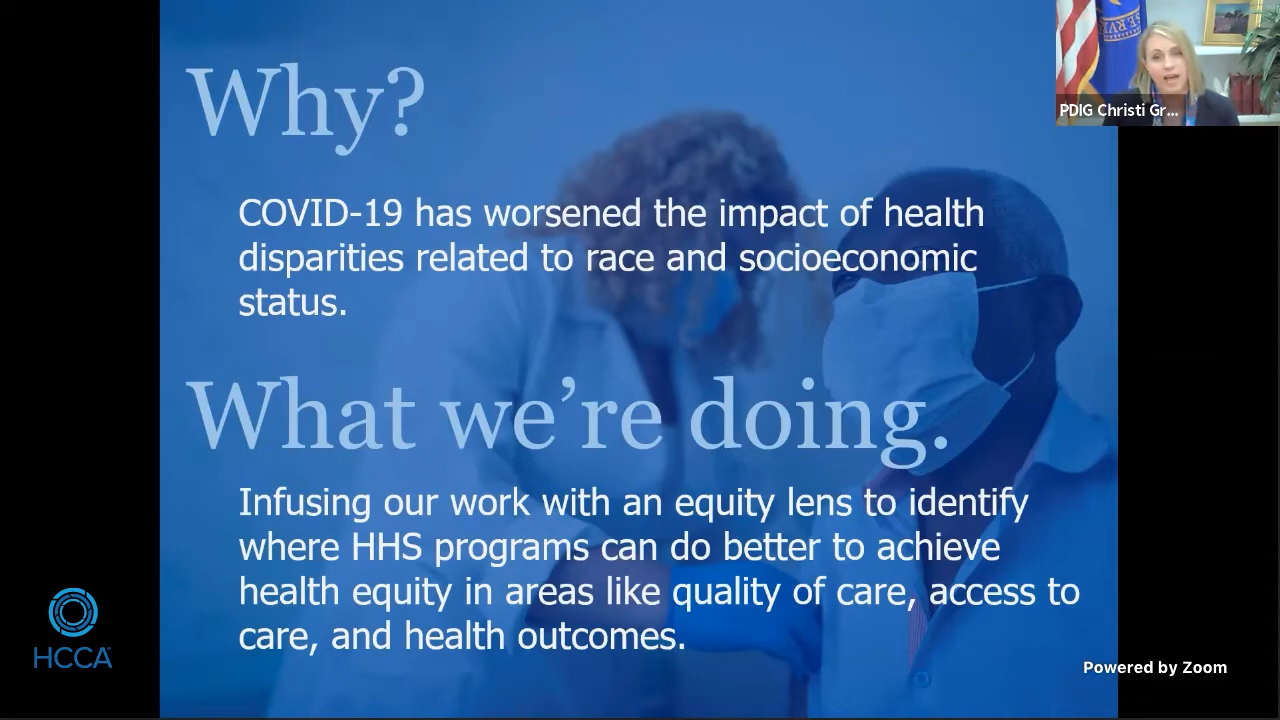 Why?
COVID-19 has worsened the impact of health
disparities related to race and socioeconomic
status.
What we're doing.
Infusing our work with an equity lens to identify
where HHS programs can do better to achieve
health equity in areas like quality of care, access to
care, and health outcomes.
SERVI
PDIG Christi Gr...
HCCA
Powered by Zoom